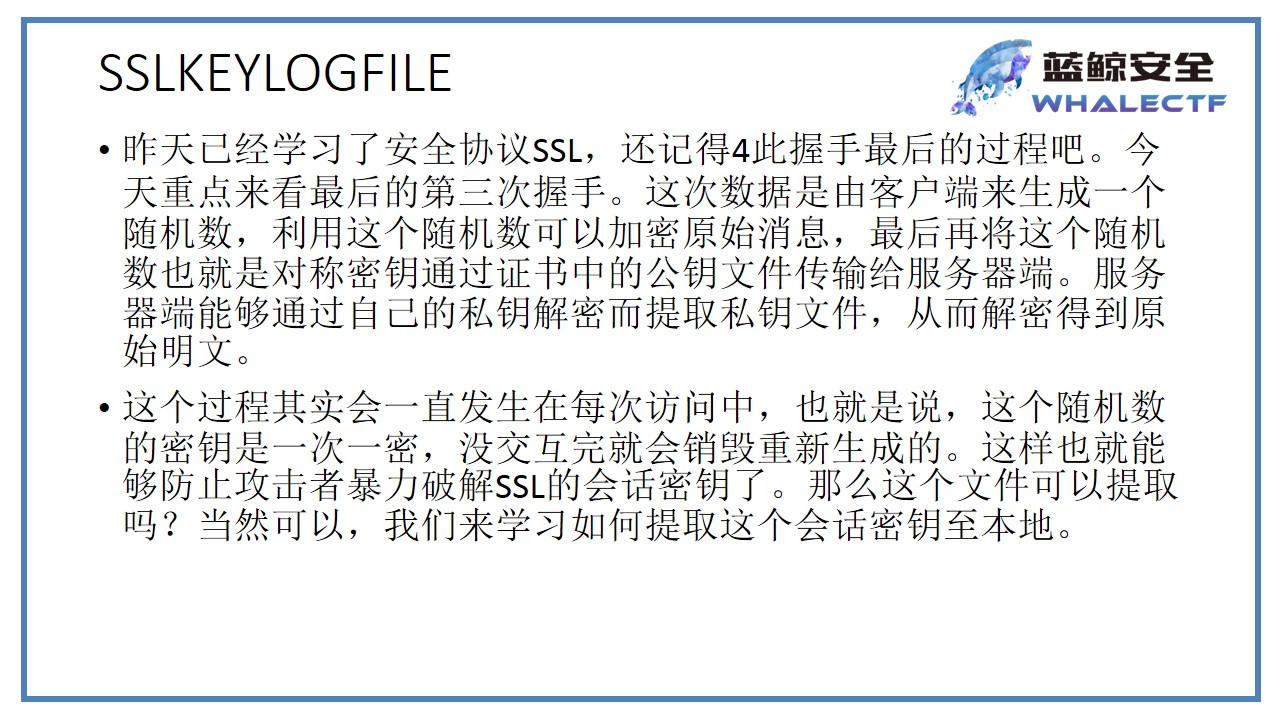 SSLKEYLOGFILE
蓝鲸安全
WHALECTF
• 昨天已经学习了安全协议SSL，还记得4此握手最后的过程吧。今
天重点来看最后的第三次握手。这次数据是由客户端来生成一个
随机数，利用这个随机数可以加密原始消息，最后再将这个随机
数也就是对称密钥通过证书中的公钥文件传输给服务器端。服务
器端能够通过自己的私钥解密而提取私钥文件，从而解密得到原
始明文。
• 这个过程其实会一直发生在每次访问中，也就是说，这个随机数
的密钥是一次一密，没交互完就会销毁重新生成的。这样也就能
够防止攻击者暴力破解SSL的会话密钥了。那么这个文件可以提取
吗？当然可以，我们来学习如何提取这个会话密钥至本地。